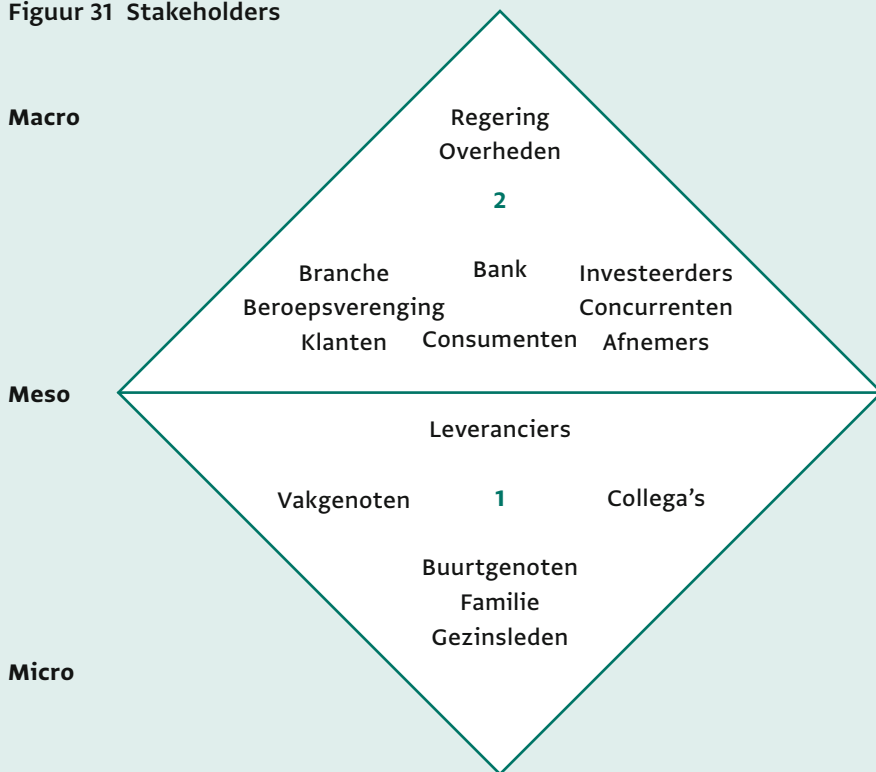 Figuur 31 Stakeholders
Macro
Regering
Overheden
2
Branche
Beroepsverenging
Klanten
Bank
Consumenten
Investeerders
Concurrenten
Afnemers
Meso
Leveranciers
Vakgenoten
1
Collega's
Buurtgenoten
Familie
Gezinsleden
Micro